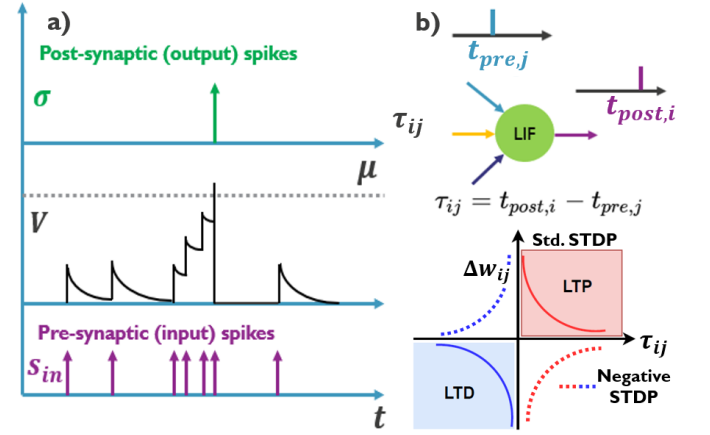 a)
Post-synaptic (output) spikes
σ
μ
V
Pre-synaptic (input) spikes
S_in
t
b)
t_pre,j
t_post,i
τ_ij
LIF
τ_ij = t_post,i − t_pre,j
Std. STDP
Δw_ij
LTP
τ_ij
LTD
Negative
STDP